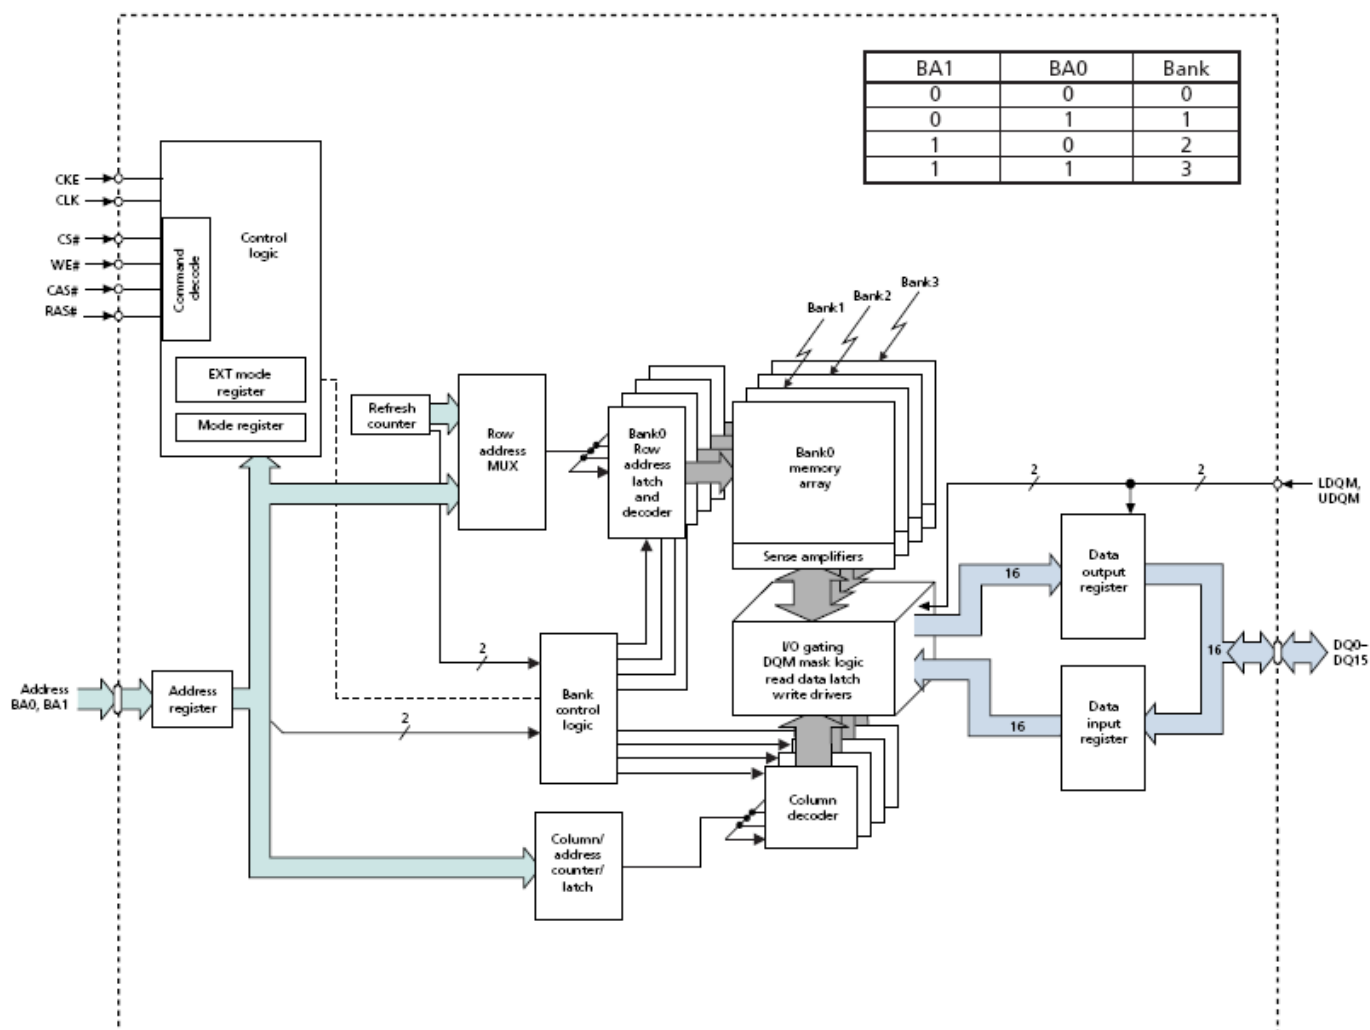 BA1 BA0 Bank
0 0 0
0 1 1
1 0 2
1 1 3
CKE
CLK
CS#
WE#
CAS#
RAS#
Command
decode
Control
logic
EXT mode
register
Mode register
Refresh
counter
Row
address
MUX
Bank0
Row
address
latch
and
decoder
Bank1
Bank2
Bank3
Bank0
memory
array
Sense amplifiers
2
2
LDQM,
UDQM
Data
output
register
16
I/O gating
DQM mask logic
read data latch
write drivers
16
DQ0–
DQ15
16
Data
input
register
Address
BA0, BA1
Address
register
2
2
Bank
control
logic
Column
decoder
Column/
address
counter/
latch